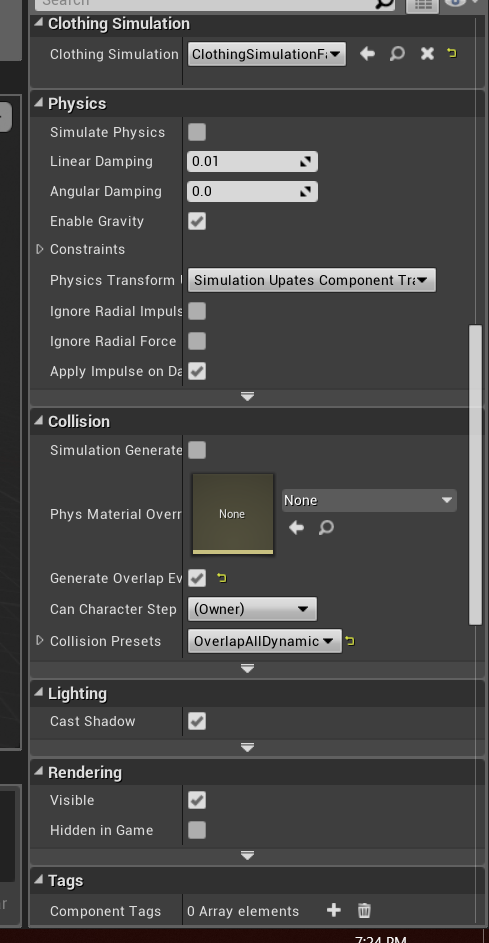 Search
Clothing Simulation
Clothing Simulation ClothingSimulationFa
Physics
Simulate Physics
Linear Damping 0.01
Angular Damping 0.0
Enable Gravity
Constraints
Physics Transform Simulation Upates Component Tra
Ignore Radial Impuls
Ignore Radial Force
Apply Impulse on Da
Collision
Simulation Generate
None
Phys Material Overr None
Generate Overlap Ev
Can Character Step (Owner)
Collision Presets OverlapAllDynamic
Lighting
Cast Shadow
Rendering
Visible
Hidden in Game
Tags
Component Tags 0 Array elements
7:24 PM